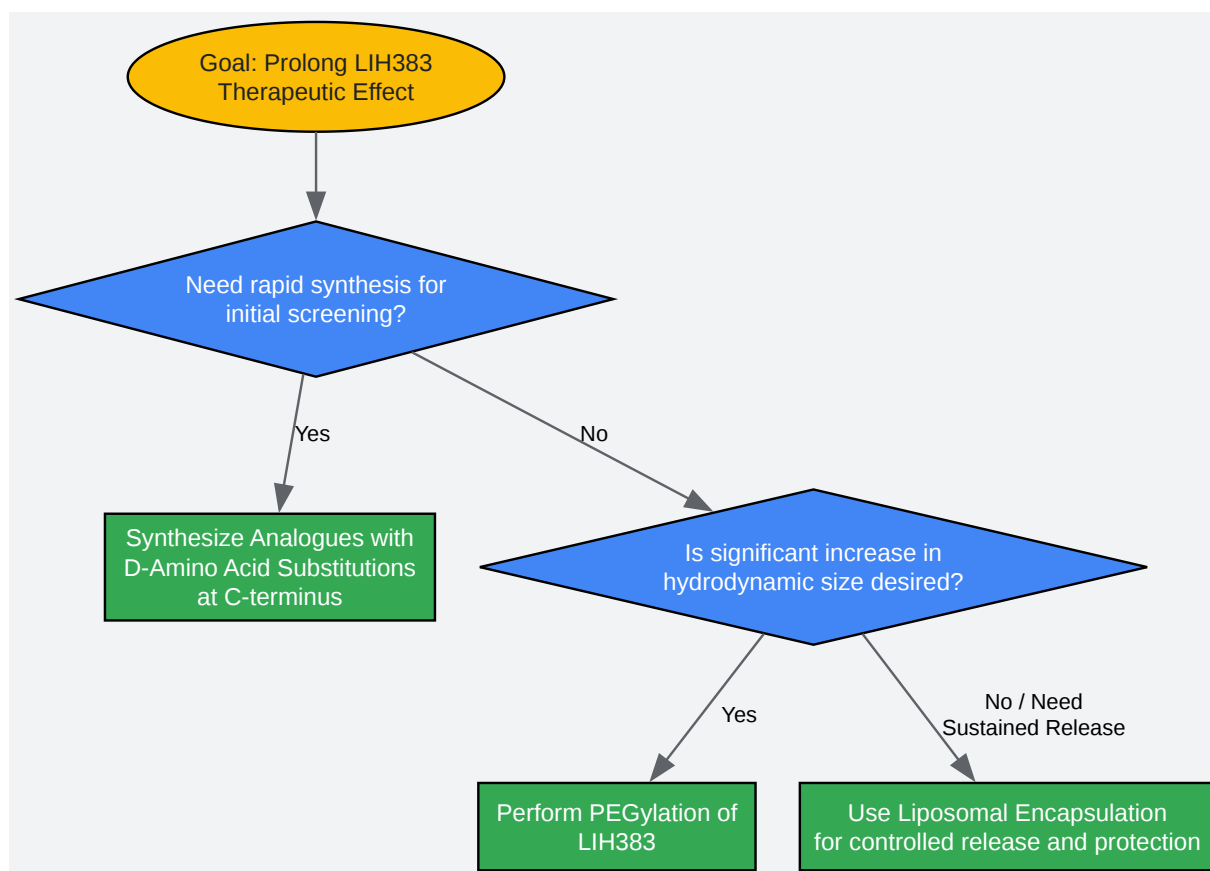 Goal: Prolong LIH383
Therapeutic Effect
Need rapid synthesis for
initial screening?
Yes
No
Synthesize Analogues with
D-Amino Acid Substitutions
at C-terminus
Is significant increase in
hydrodynamic size desired?
Yes
No / Need
Sustained Release
Perform PEGylation of
LIH383
Use Liposomal Encapsulation
for controlled release and protection